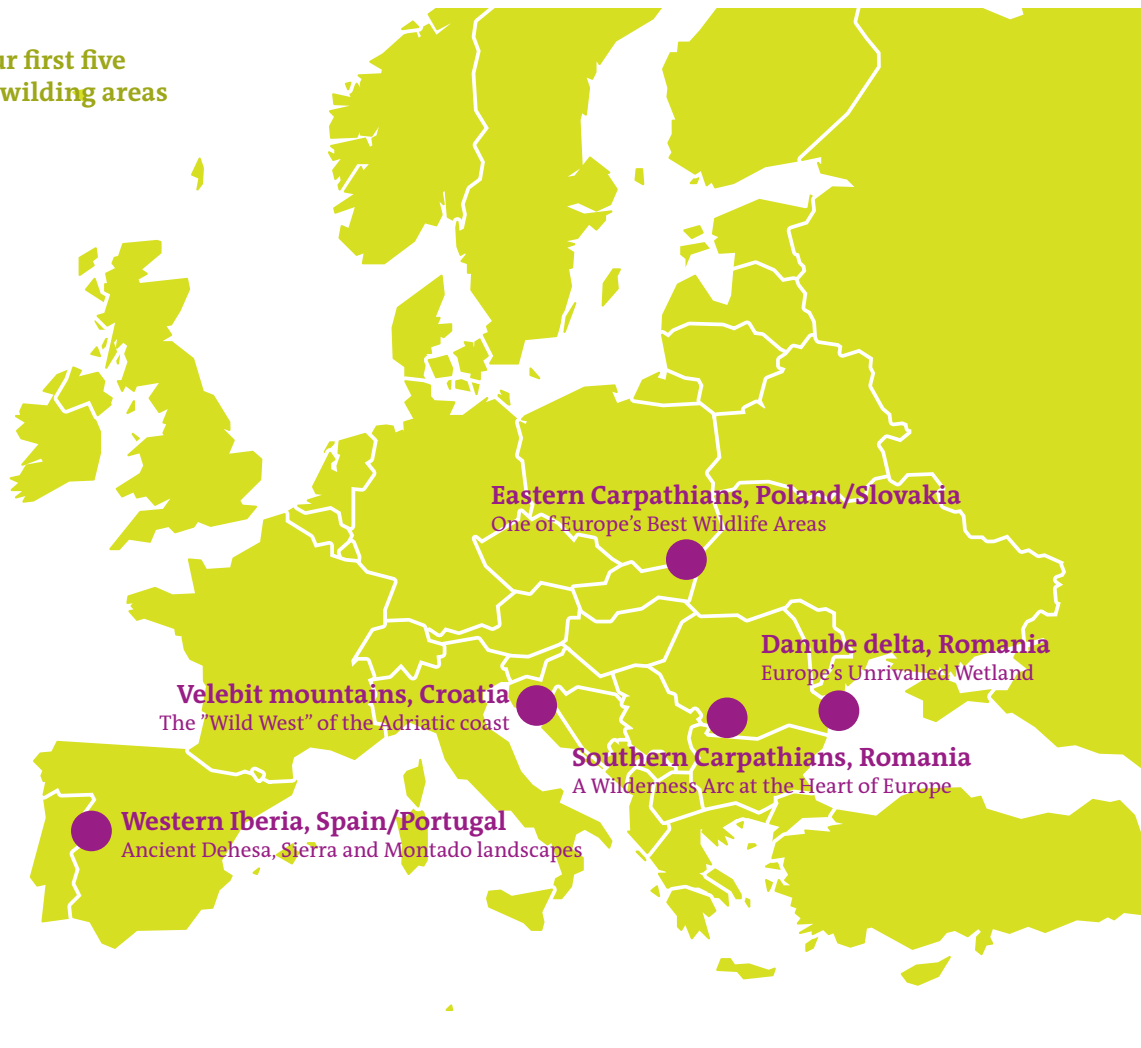 ur first five
wilding areas
Eastern Carpathians, Poland/Slovakia
One of Europe's Best Wildlife Areas
Danube delta, Romania
Europe's Unrivalled Wetland
Velebit mountains, Croatia
The ”Wild West” of the Adriatic coast
Southern Carpathians, Romania
A Wilderness Arc at the Heart of Europe
Western Iberia, Spain/Portugal
Ancient Dehesa, Sierra and Montado landscapes